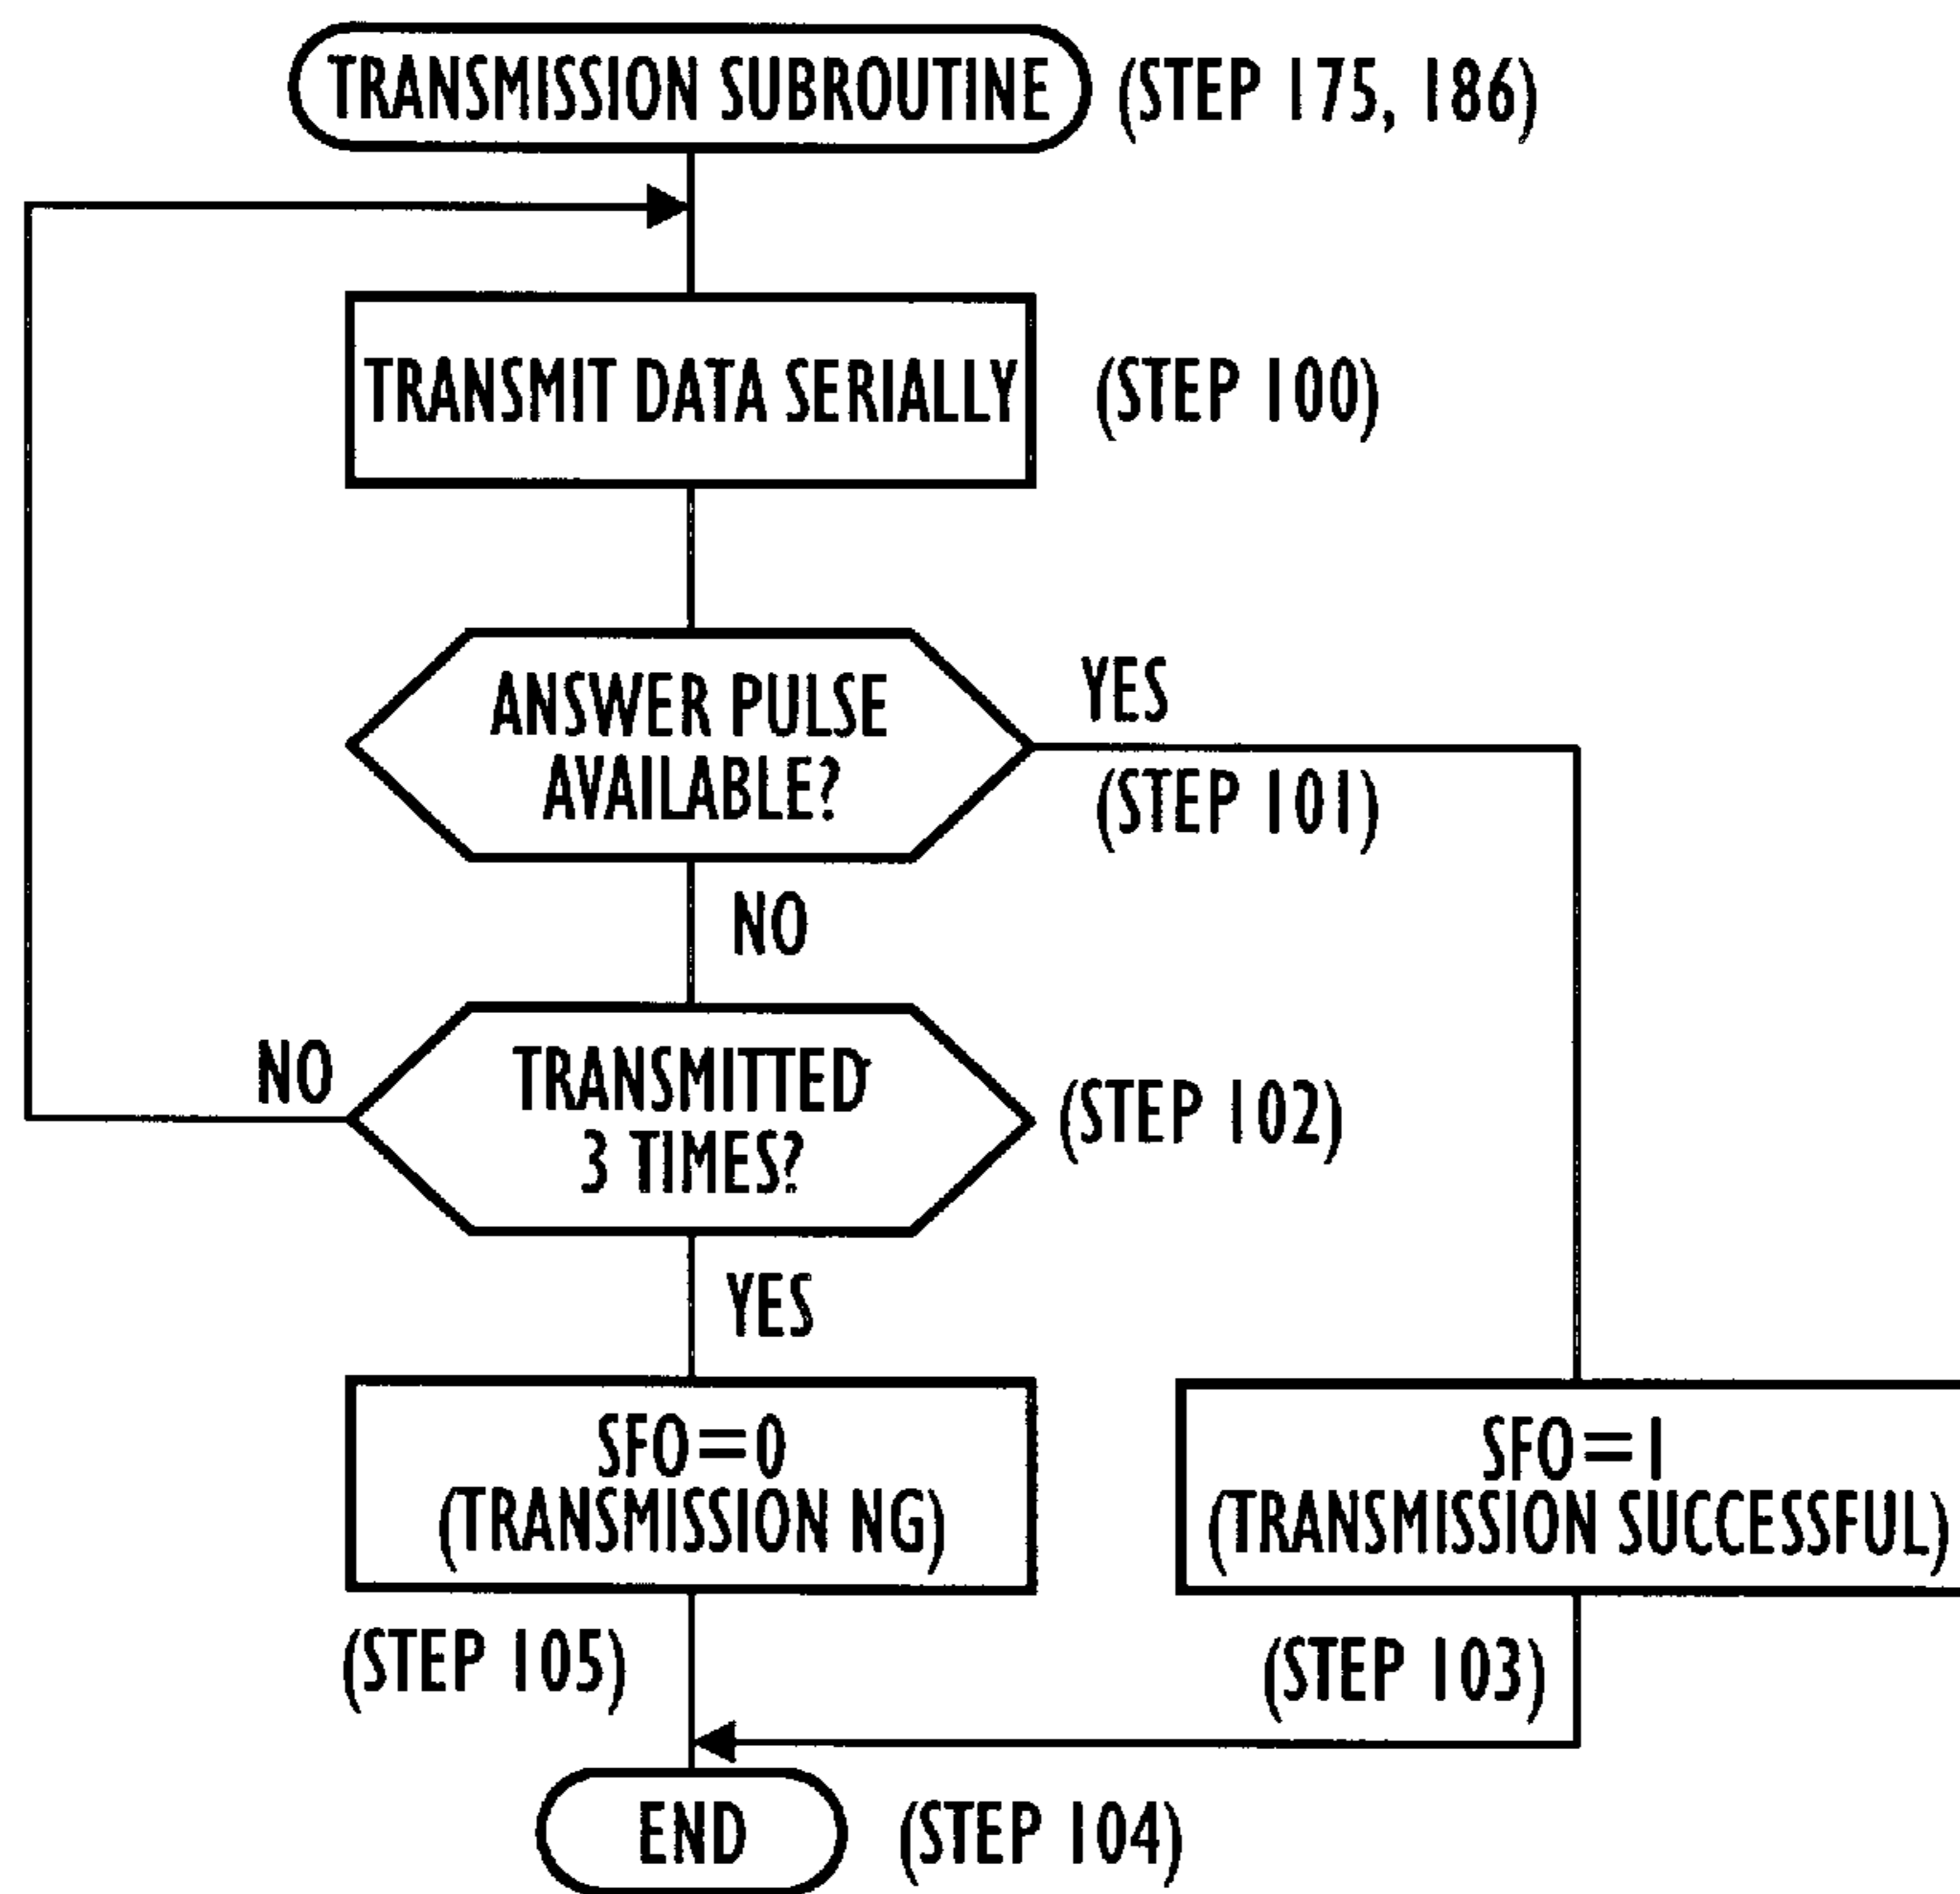 TRANSMISSION SUBROUTINE (STEP 175, 186)
TRANSMIT DATA SERIALLY (STEP 100)
ANSWER PULSE
AVAILABLE?
YES
(STEP 101)
NO
TRANSMITTED
3 TIMES?
NO
(STEP 102)
YES
SFO=0
(TRANSMISSION NG)
(STEP 105)
SFO=1
(TRANSMISSION SUCCESSFUL)
(STEP 103)
END (STEP 104)